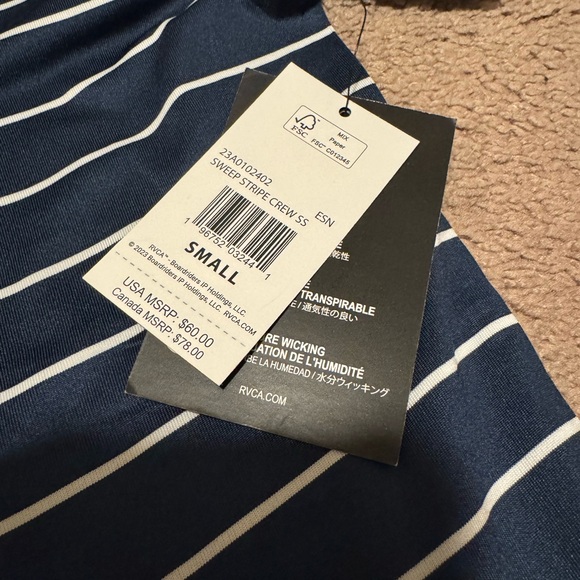 FSC
MIX
Paper
FSC® C012345
23A0102402
SWEEP STRIPE CREW SS
ESN
1 96752 03244 1
SMALL
RVCA™ - Boardriders IP Holdings, LLC.
© 2023 Boardriders IP Holdings, LLC. RVCA.COM
USA MSRP: $60.00
Canada MSRP: $78.00
乾性
TRANSPIRABLE
/ 通気性の良い
WICKING
DE L'HUMIDITÉ
LA HUMEDAD / 水分ウィッキング
RVCA.COM